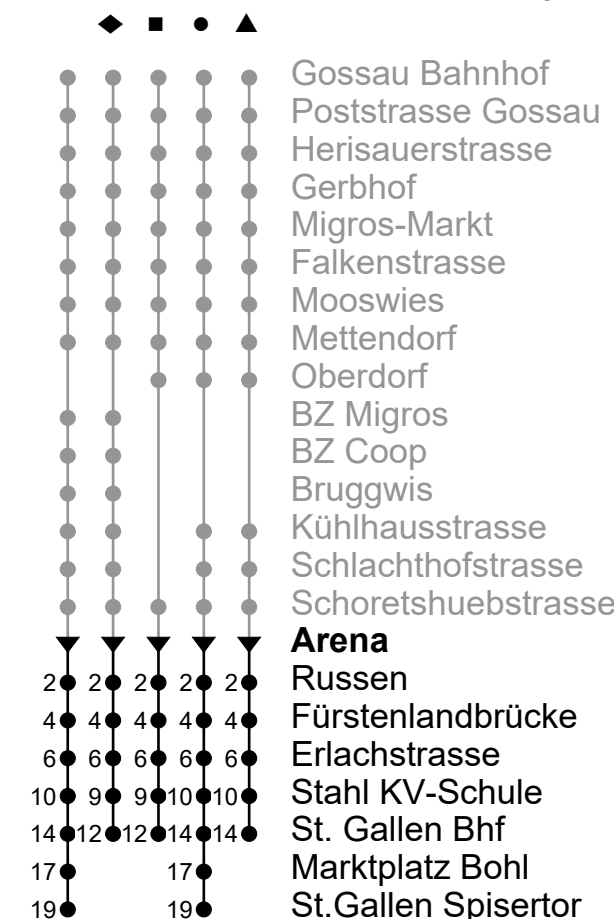 Gossau Bahnhof
Poststrasse Gossau
Herisauerstrasse
Gerbhof
Migros-Markt
Falkenstrasse
Mooswies
Mettendorf
Oberdorf
BZ Migros
BZ Coop
Bruggwis
Kühlhausstrasse
Schlachthofstrasse
Schoretshuebstrasse
Arena
2 2 2 2 2 Russen
4 4 4 4 4 Fürstenlandbrücke
6 6 6 6 6 Erlachstrasse
10 9 9 10 10 Stahl KV-Schule
14 12 12 14 14 St. Gallen Bhf
17 17 Marktplatz Bohl
19 19 St.Gallen Spisertor